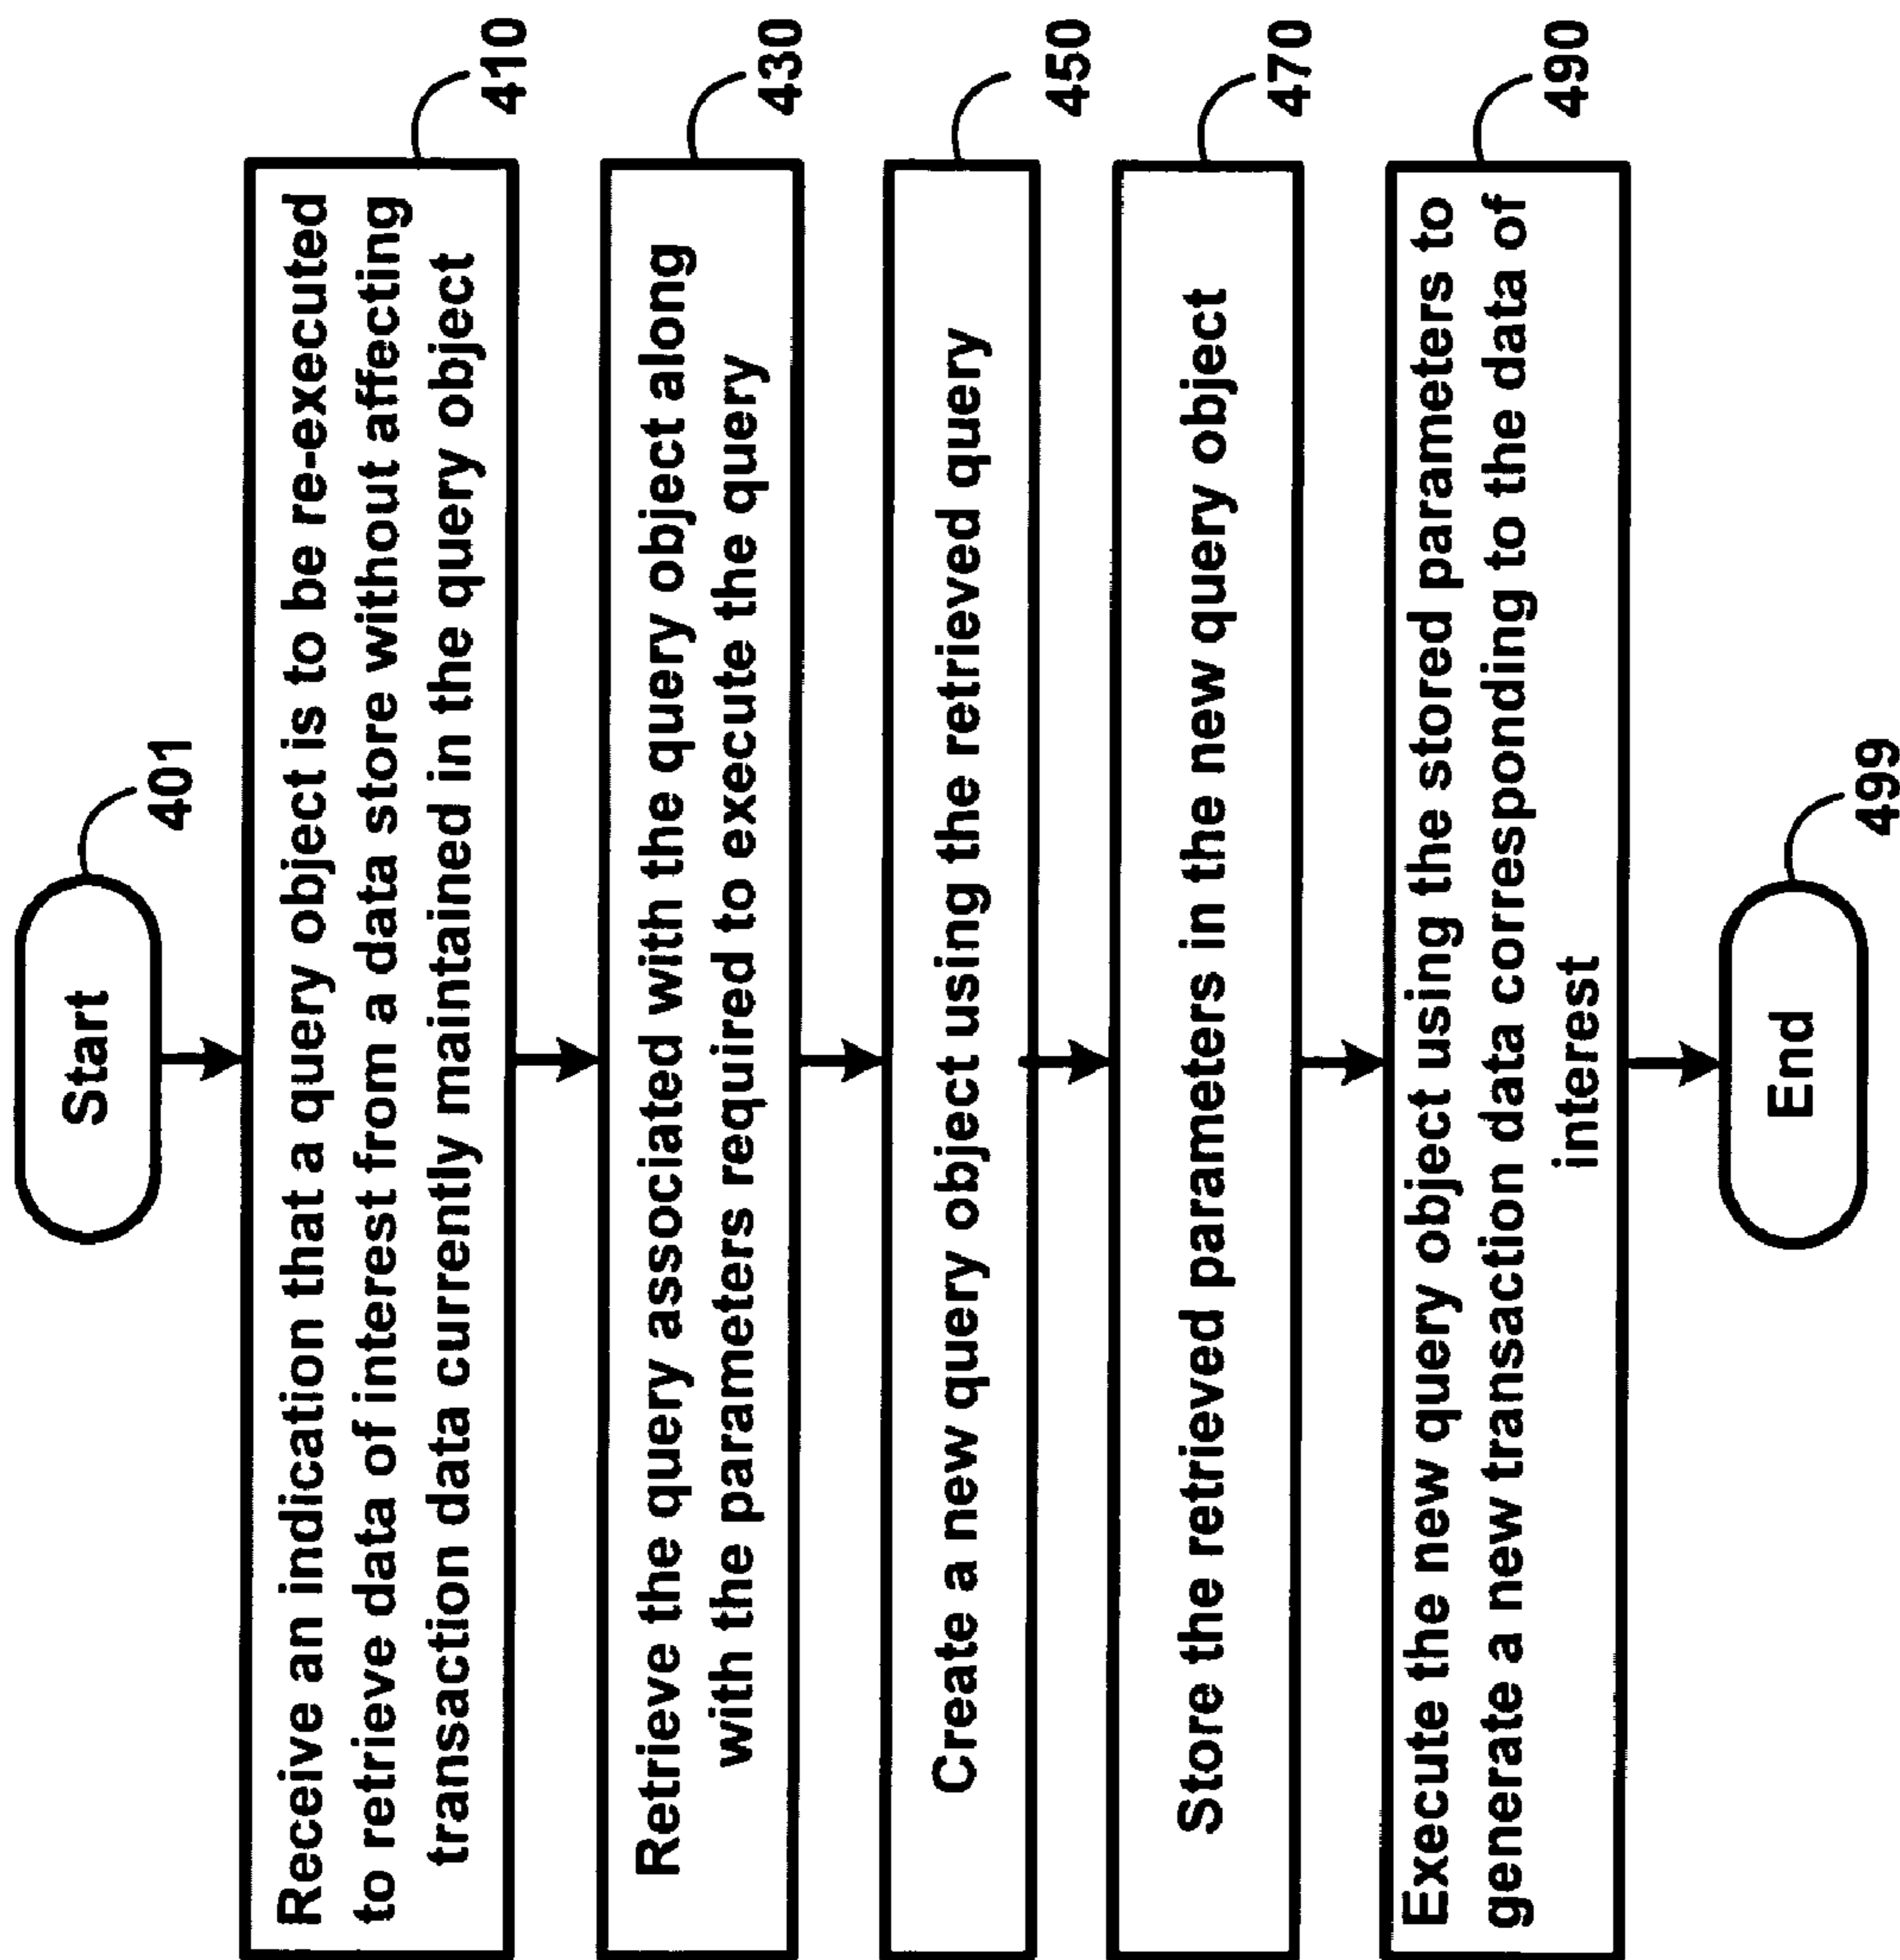 Start
401
Receive an indication that a query object is to be re-executed
to retrieve data of interest from a data store without affecting
transaction data currently maintained in the query object
410
Retrieve the query associated with the query object along
with the parameters required to execute the query
430
Create a new query object using the retrieved query
450
Store the retrieved parameters in the new query object
470
Execute the new query object using the stored parameters to
generate a new transaction data corresponding to the data of
interest
490
End
499